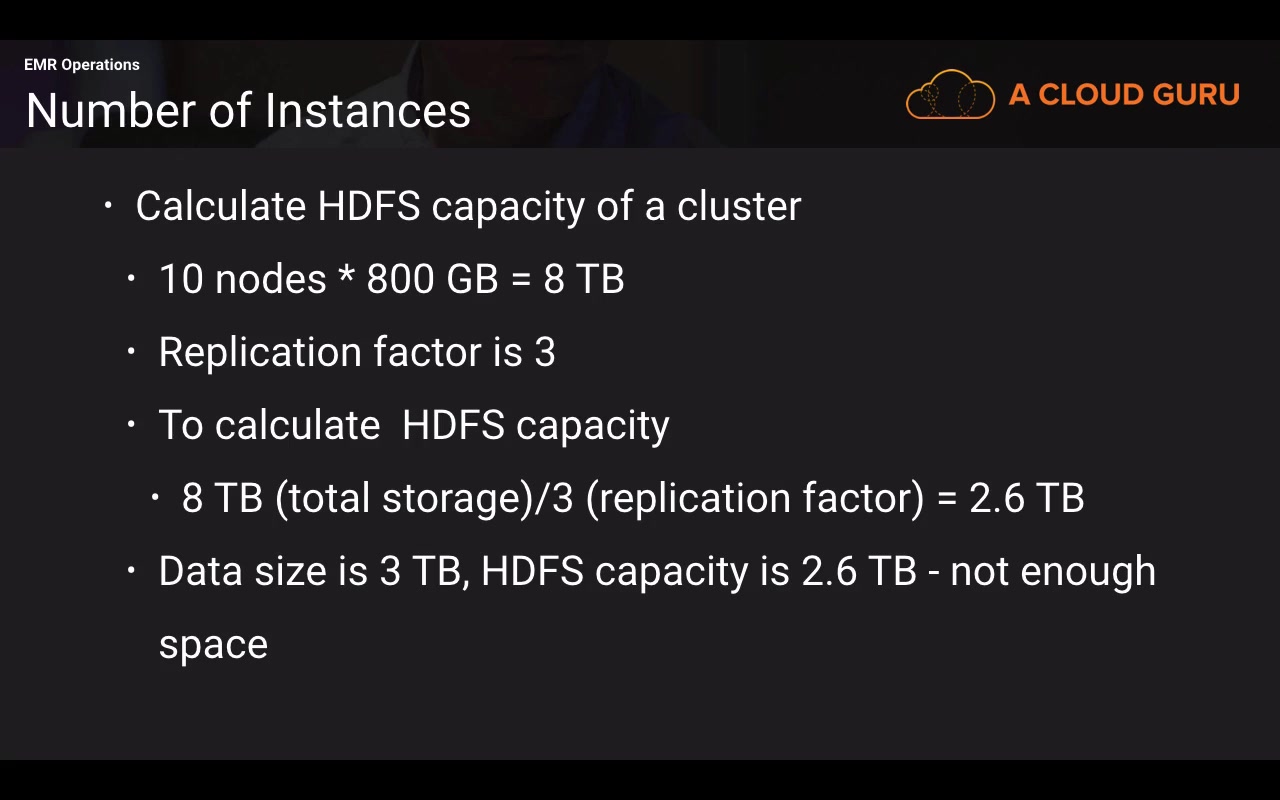 EMR Operations
Number of Instances
A CLOUD GURU
• Calculate HDFS capacity of a cluster
• 10 nodes * 800 GB = 8 TB
• Replication factor is 3
• To calculate  HDFS capacity
• 8 TB (total storage)/3 (replication factor) = 2.6 TB
• Data size is 3 TB, HDFS capacity is 2.6 TB - not enough
space